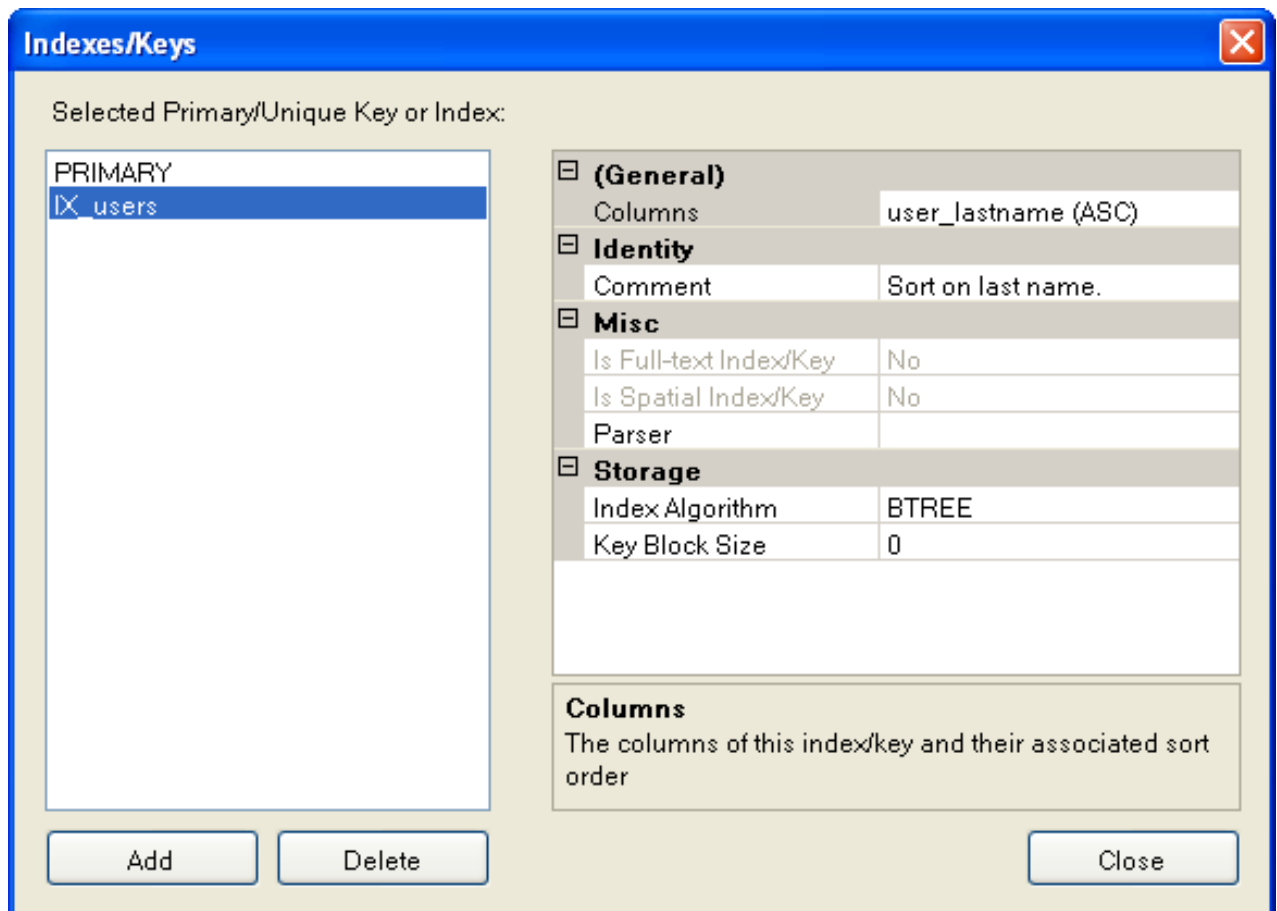 Indexes/Keys
Selected Primary/Unique Key or Index:
PRIMARY
IX_users
(General)
Columns user_lastname (ASC)
Identity
Comment Sort on last name.
Misc
Is Full-text Index/Key No
Is Spatial Index/Key No
Parser
Storage
Index Algorithm BTREE
Key Block Size 0
Columns
The columns of this index/key and their associated sort
order
Add Delete Close